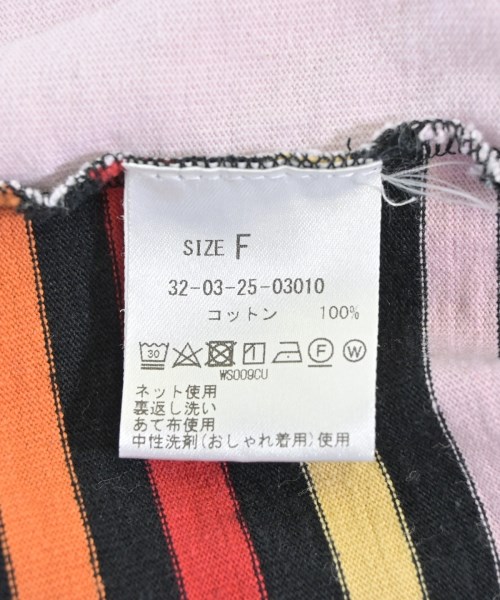 SIZE F
32-03-25-03010
コットン 100%
30 F W
WS009CU
ネット使用
裏返し洗い
あて布使用
中性洗剤(おしゃれ着用)使用